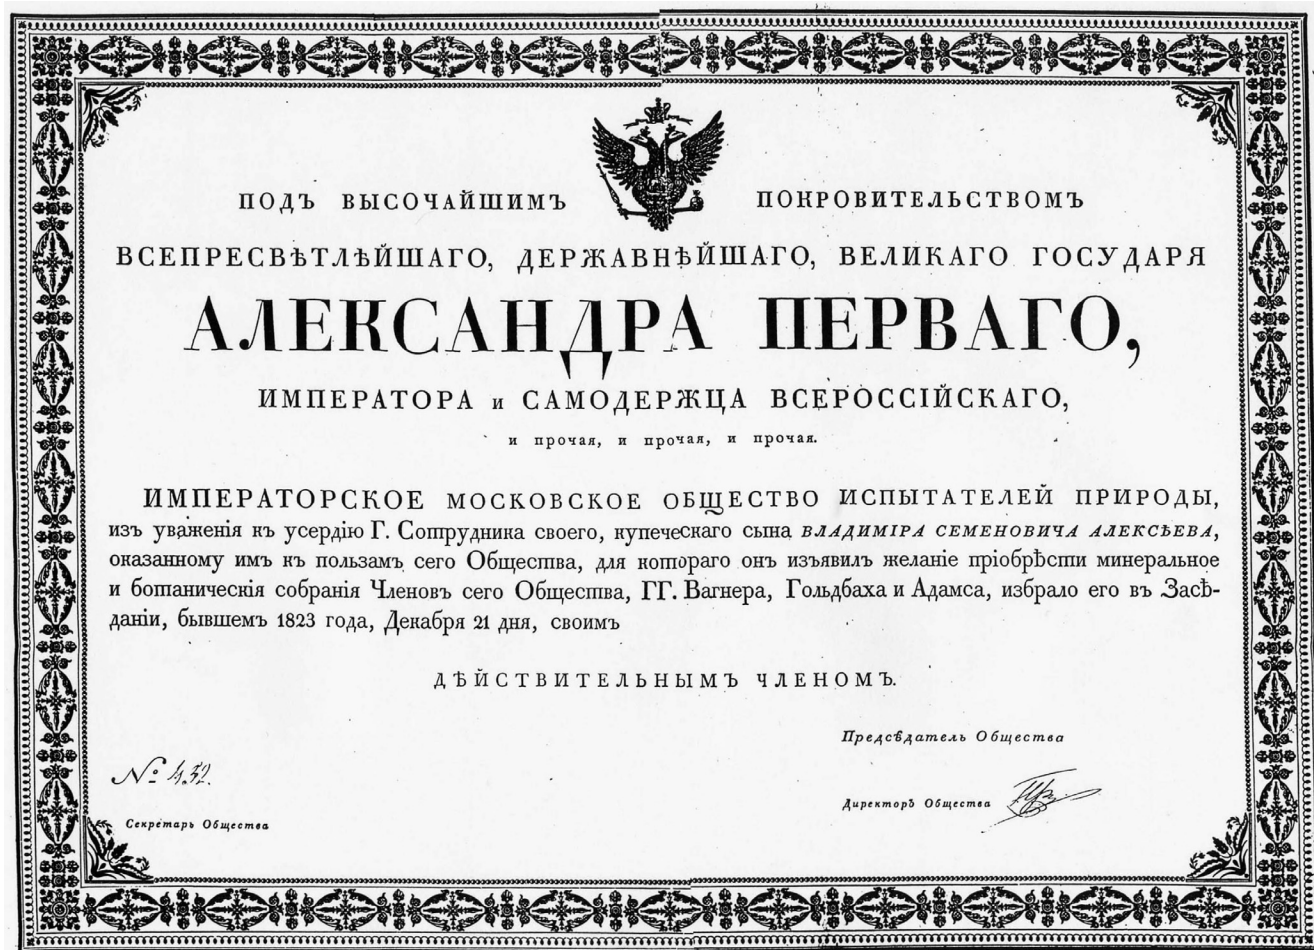 ПОДЪ ВЫСОЧАЙШИМЪ ПОКРОВИТЕЛЬСТВОМЪ
ВСЕПРЕСВѢТЛѢЙШАГО, ДЕРЖАВНѢЙШАГО, ВЕЛИКАГО ГОСУДАРЯ
АЛЕКСАНДРА ПЕРВАГО,
ИМПЕРАТОРА и САМОДЕРЖЦА ВСЕРОССІЙСКАГО,
и прочая, и прочая, и прочая.
ИМПЕРАТОРСКОЕ МОСКОВСКОЕ ОБЩЕСТВО ИСПЫТАТЕЛЕЙ ПРИРОДЫ,
изъ уваженія къ усердію Г. Сотрудника своего, купеческаго сына ВЛАДИМІРА СЕМЕНОВИЧА АЛЕКСѢЕВА,
оказанному имъ къ пользамъ сего Общества, для котораго онъ изъявилъ желаніе пріобрѣсти минеральное
и ботаническія собранія Членовъ сего Общества, ГГ. Вагнера, Гольдбаха и Адамса, избрало его въ Засѣ-
даніи, бывшемъ 1823 года, Декабря 21 дня, своимъ
ДѢЙСТВИТЕЛЬНЫМЪ ЧЛЕНОМЪ.
Предсѣдатель Общества
№ 452.
Директоръ Общества
Секретарь Общества